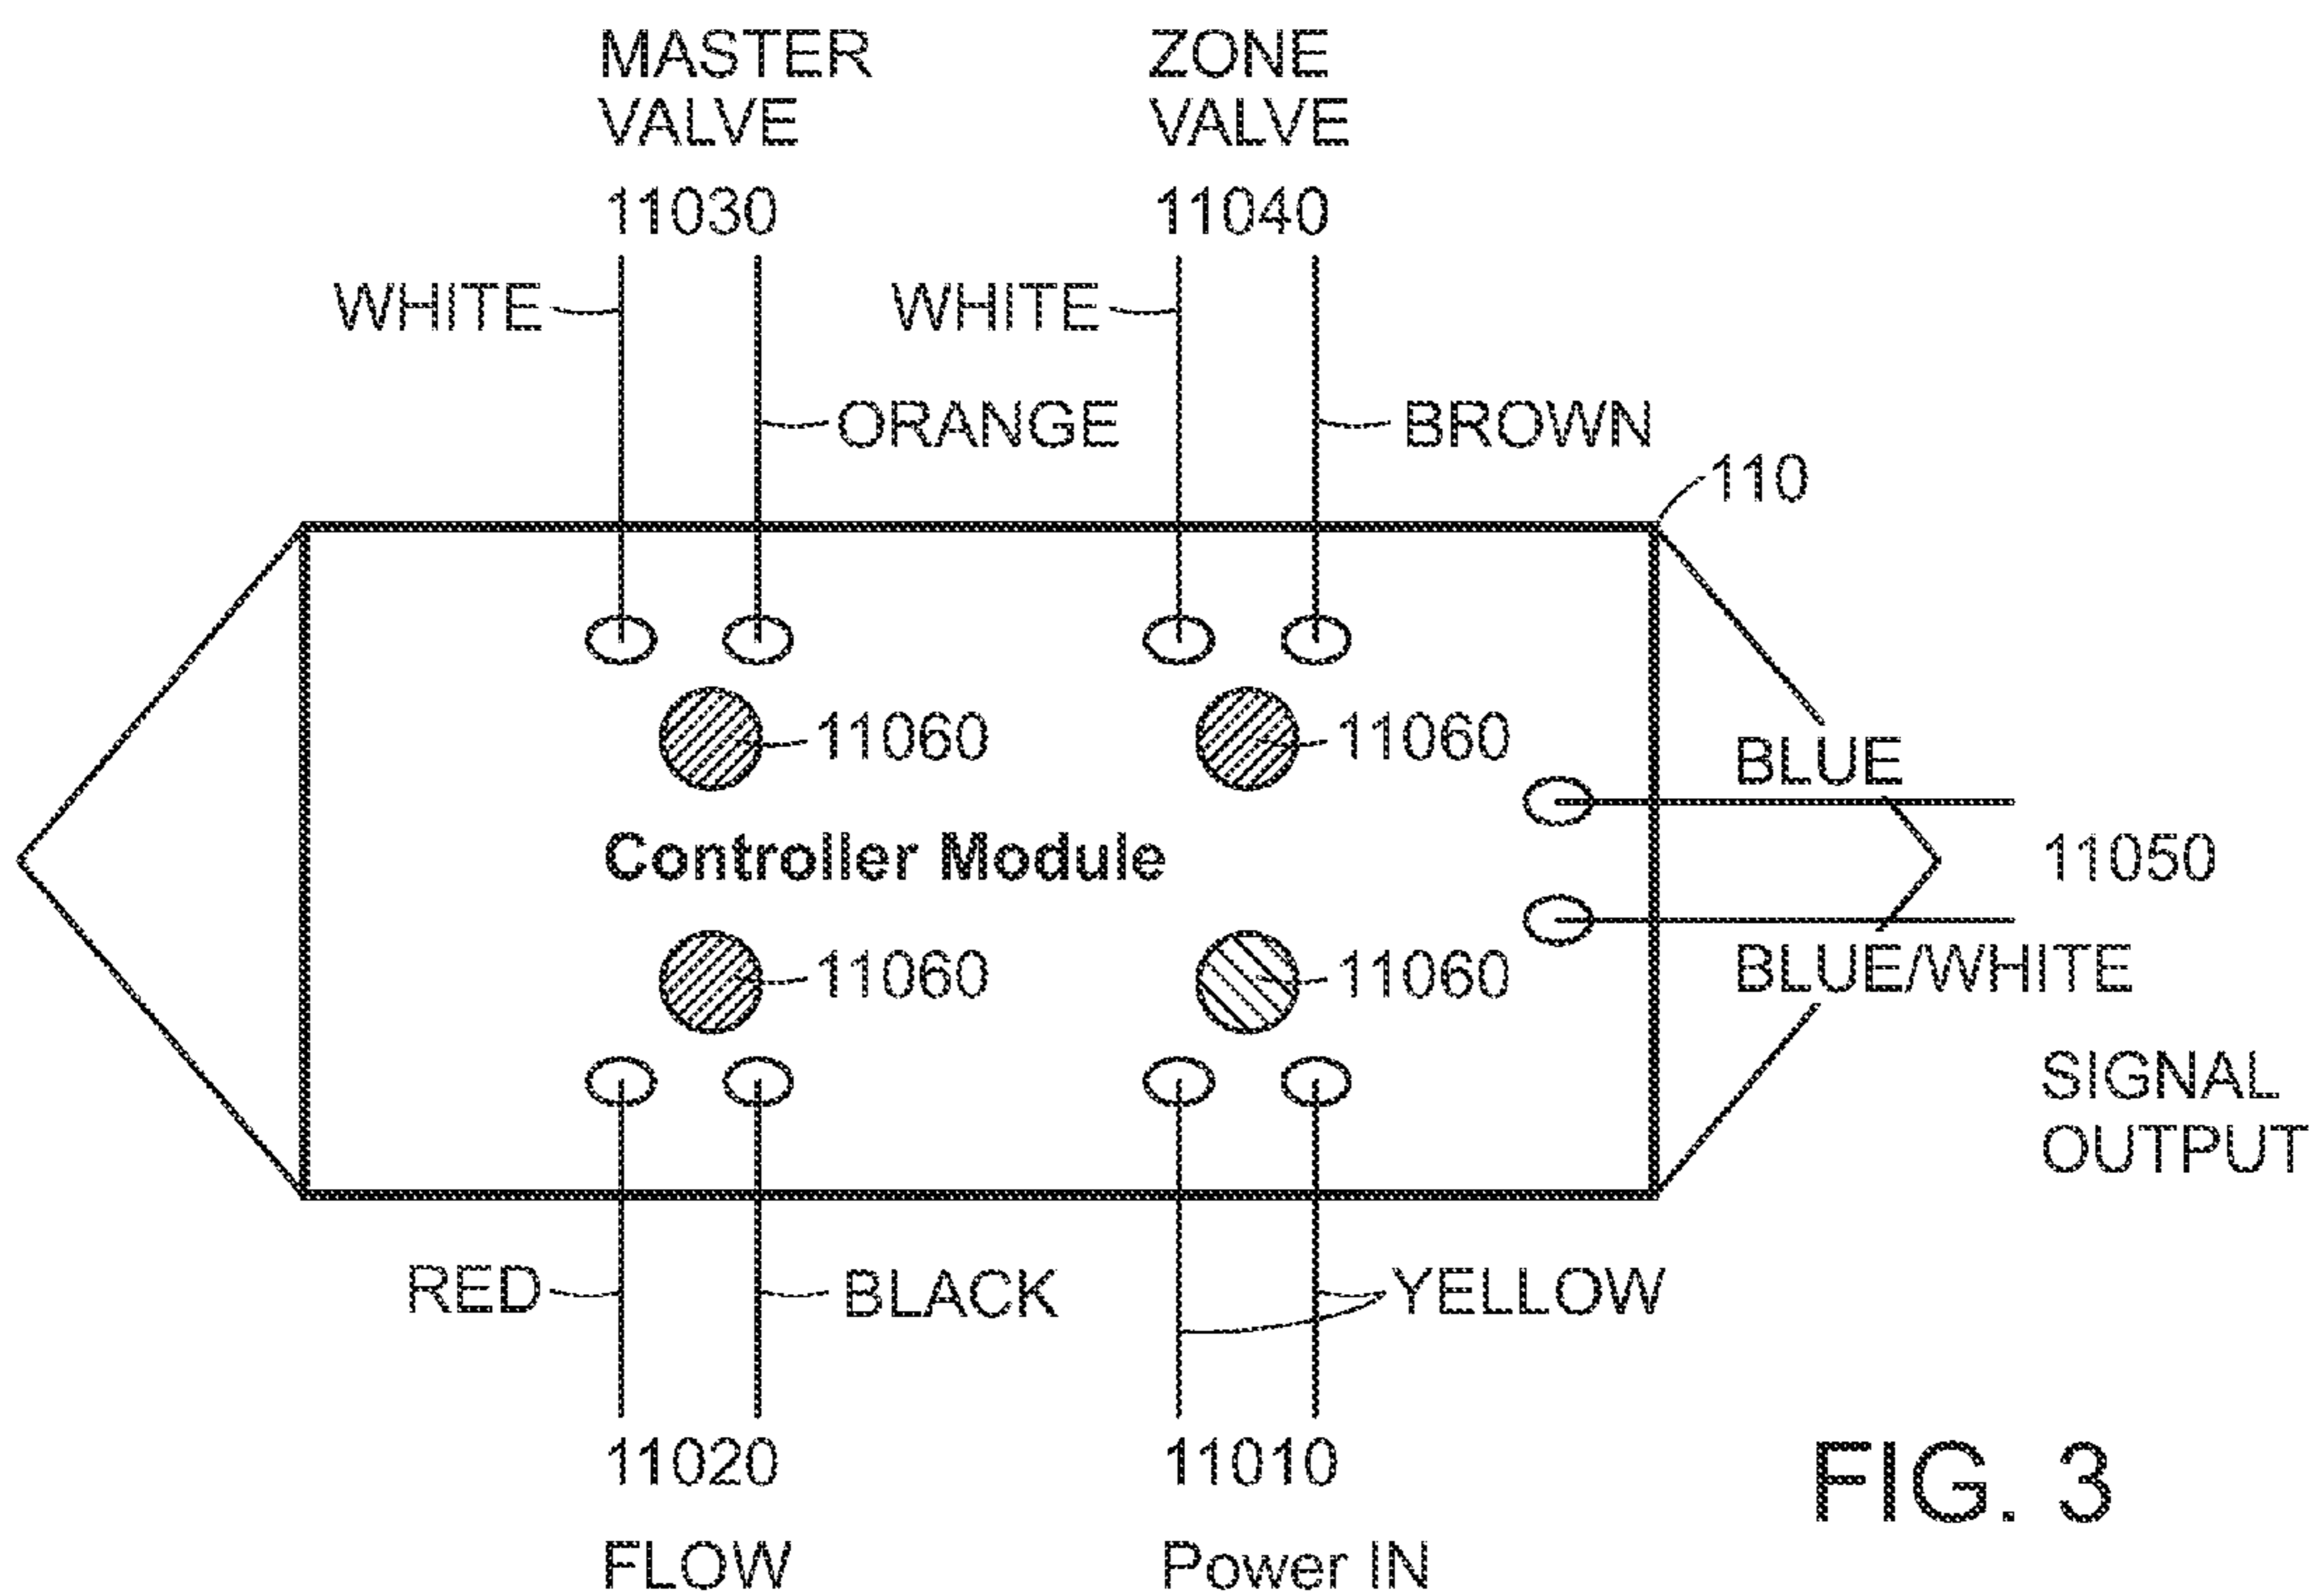 MASTER
VALVE
11030
ZONE
VALVE
11040
WHITE
WHITE
ORANGE
BROWN
110
11060
11060
BLUE
Controller Module
11050
11060
11060
BLUE/WHITE
SIGNAL
OUTPUT
RED
BLACK
YELLOW
11020
FLOW
11010
Power IN
FIG. 3